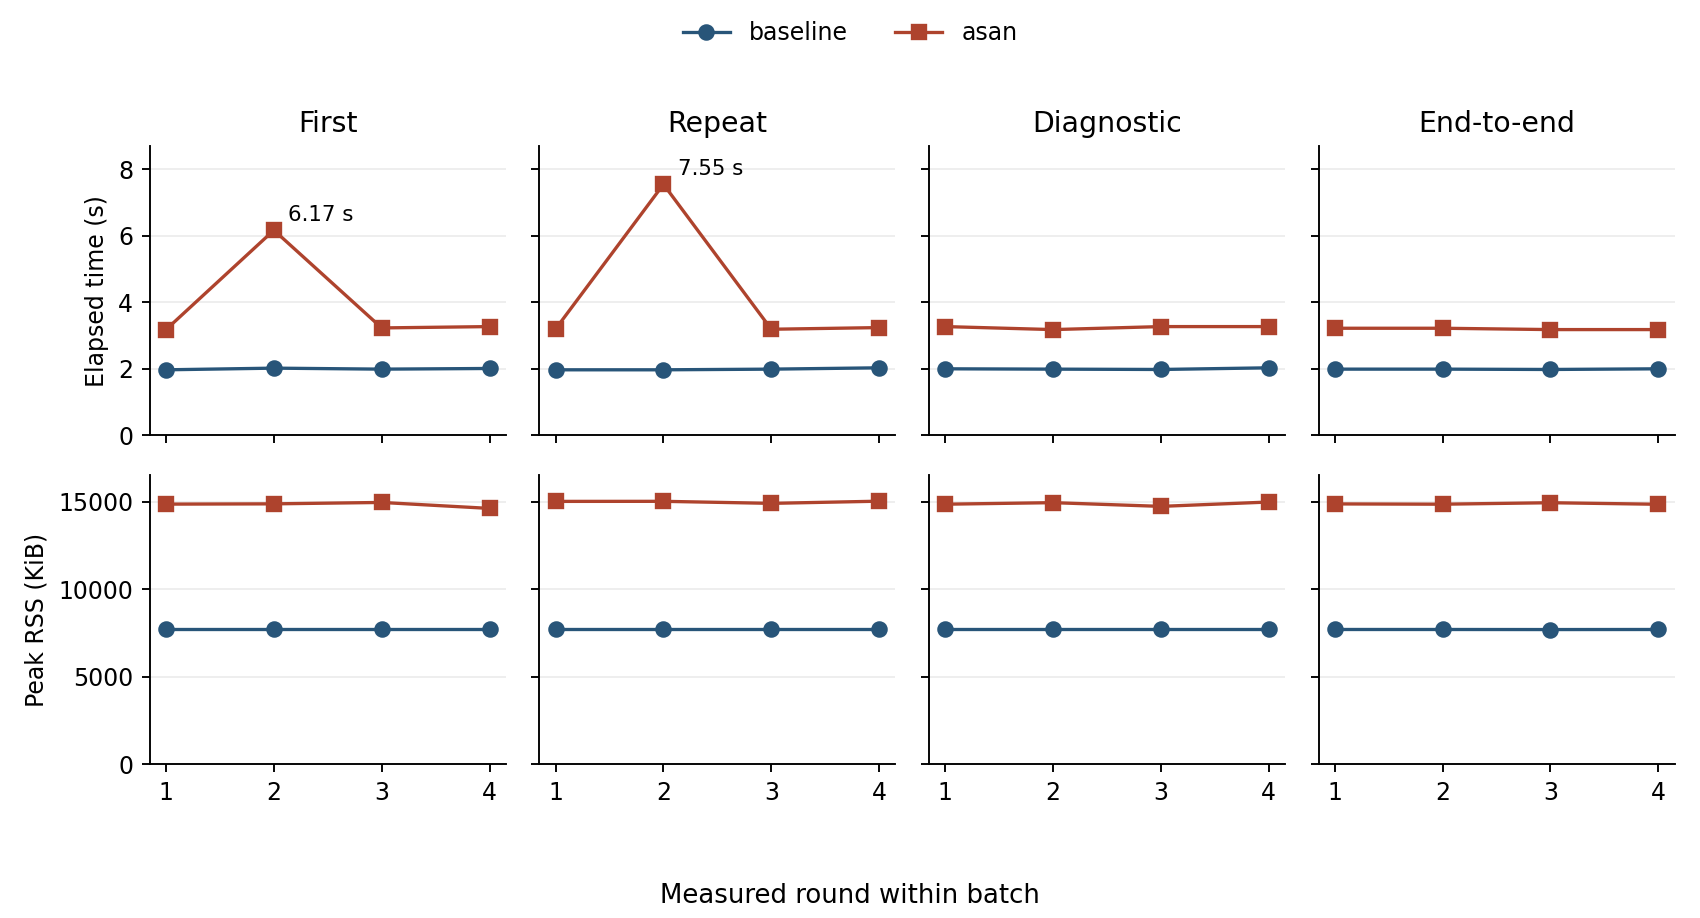 baseline asan
First Repeat Diagnostic End-to-end
Elapsed time (s)
8
6
4
2
0
6.17 s
7.55 s
Peak RSS (KiB)
15000
10000
5000
0
1 2 3 4 1 2 3 4 1 2 3 4 1 2 3 4
Measured round within batch